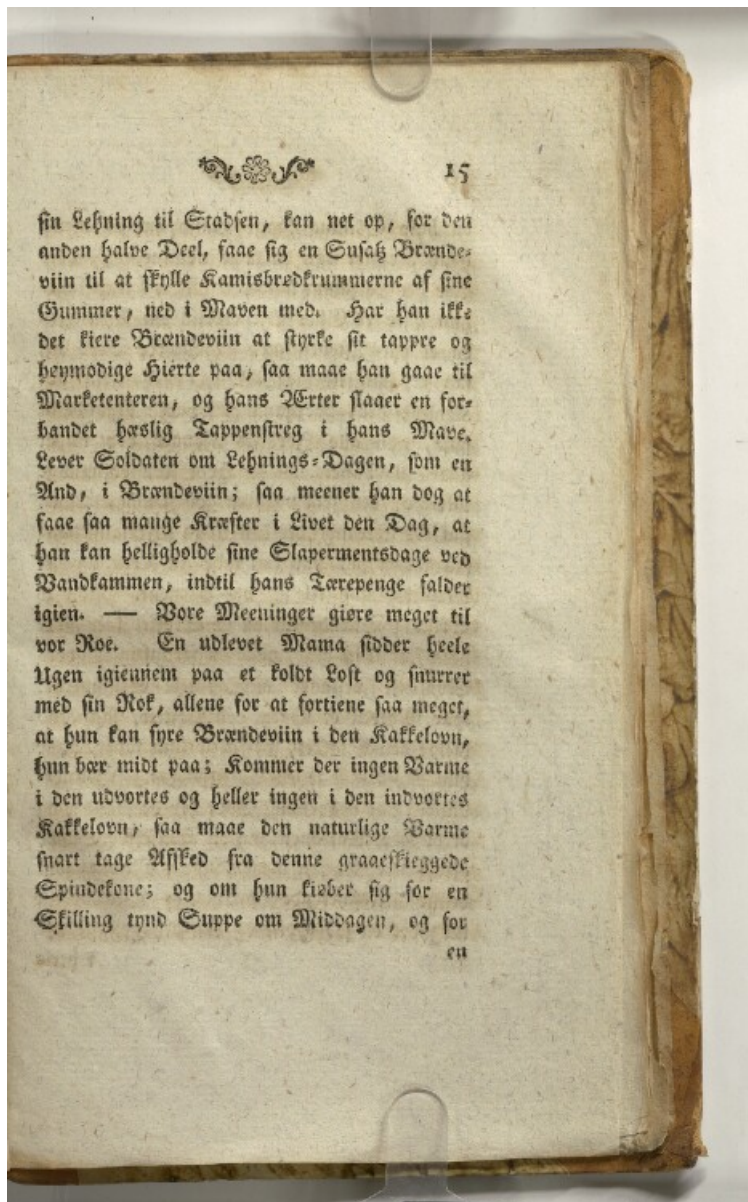 15
sin Lehning til Stadsen, kan net op, for den
anden halve Deel, faae sig en Susatz Brænde-
viin til at skylle Kamisbrødkrummerne af sine
Gummer, ned i Maven med. Har han ikke
det kiere Brændeviin at styrke sit tappre og
heymodige Hierte paa, saa maae han gaae til
Marketenteren, og hans Ærter slaaer en for-
bandet hæslig Tappenstreg i hans Mave.
Lever Soldaten om Lehnings-Dagen, som en
And, i Brændeviin; saa meener han dog at
faae saa mange Kræfter i Livet den Dag, at
han kan helligholde sine Slapermentsdage ved
Vandkammen, indtil hans Tærepenge falder
igien. — Vore Meeninger giøre meget til
vor Roe. En udlevet Mama sidder heele
Ugen igiennem paa et koldt Loft og snurrer
med sin Rok, allene for at fortiene saa meget,
at hun kan fyre Brændeviin i den Kakkelovn,
hun bær midt paa; Kommer der ingen Varme
i den udvortes og heller ingen i den indvortes
Kakkelovn, saa maae den naturlige Varme
snart tage Afsked fra denne graaeskieggede
Spindekone; og om hun kiøber sig for en
Skilling tynd Suppe om Middagen, og for
en